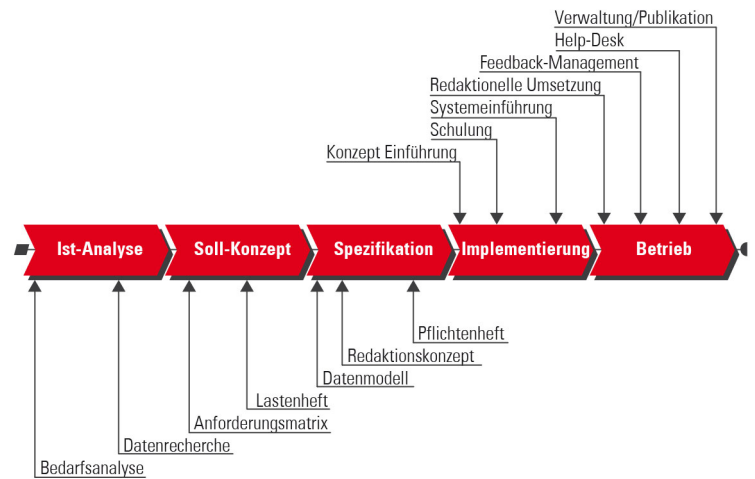 Verwaltung/Publikation
Help-Desk
Feedback-Management
Redaktionelle Umsetzung
Systemeinführung
Schulung
Konzept Einführung
Ist-Analyse
Soll-Konzept
Spezifikation
Implementierung
Betrieb
Pflichtenheft
Redaktionskonzept
Datenmodell
Lastenheft
Anforderungsmatrix
Datenrecherche
Bedarfsanalyse